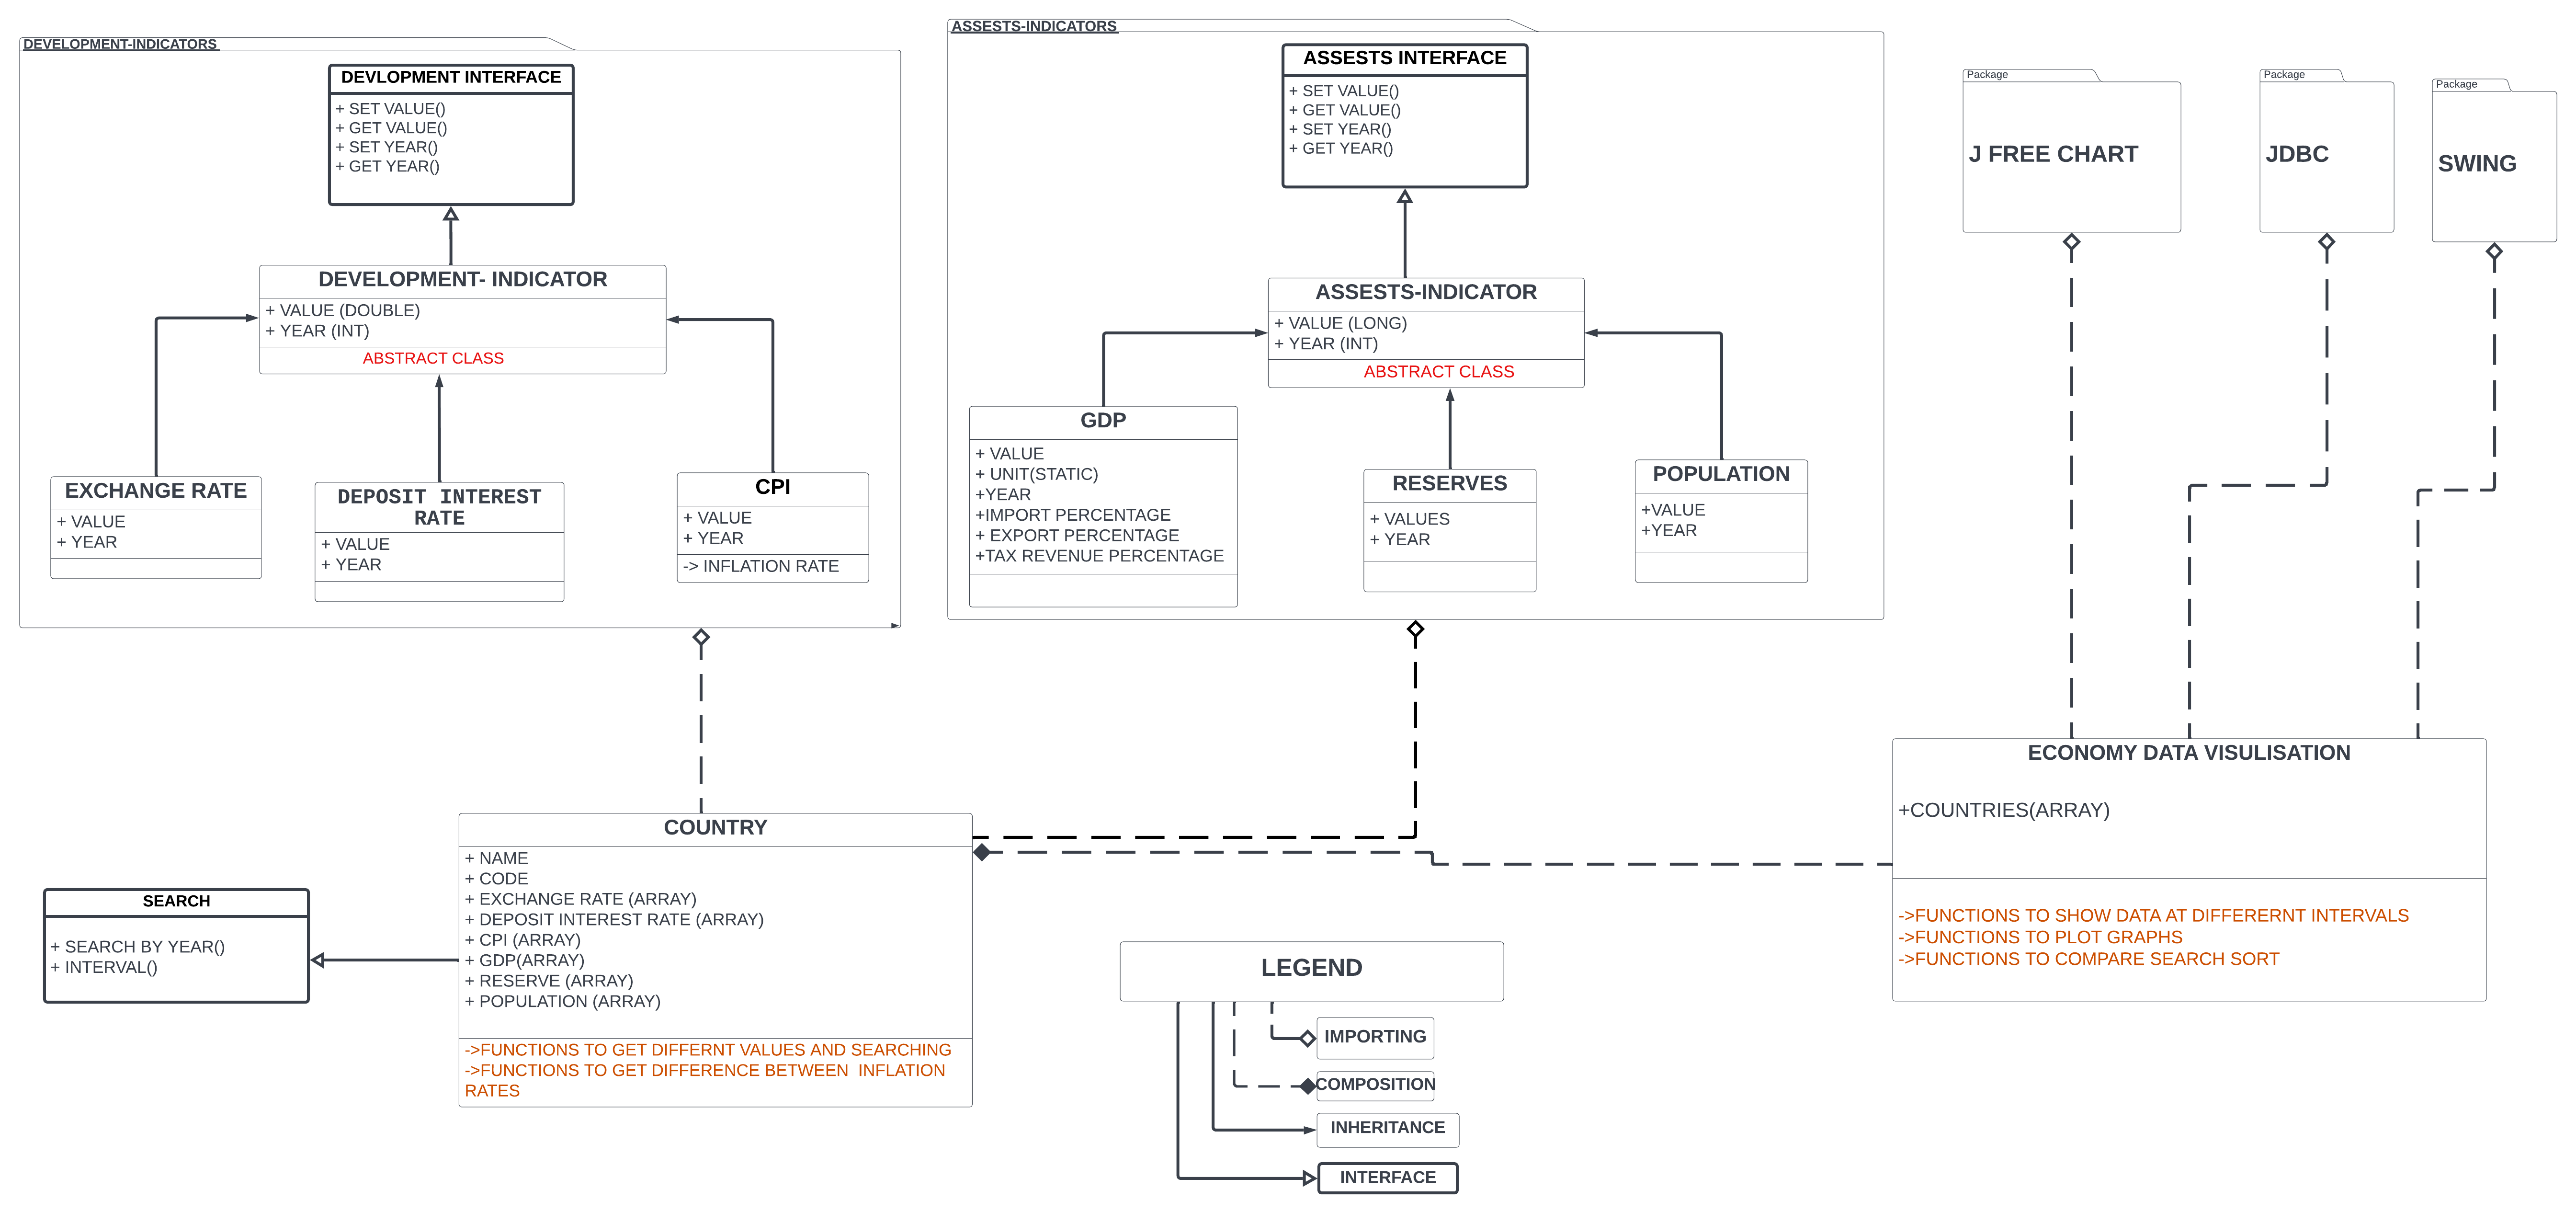 DEVELOPMENT-INDICATORS
DEVLOPMENT INTERFACE
+ SET VALUE()
+ GET VALUE()
+ SET YEAR()
+ GET YEAR()
DEVELOPMENT- INDICATOR
+ VALUE (DOUBLE)
+ YEAR (INT)
ABSTRACT CLASS
EXCHANGE RATE
+ VALUE
+ YEAR
DEPOSIT INTEREST
RATE
+ VALUE
+ YEAR
CPI
+ VALUE
+ YEAR
-> INFLATION RATE
ASSESTS-INDICATORS
ASSESTS INTERFACE
+ SET VALUE()
+ GET VALUE()
+ SET YEAR()
+ GET YEAR()
ASSESTS-INDICATOR
+ VALUE (LONG)
+ YEAR (INT)
ABSTRACT CLASS
GDP
+ VALUE
+ UNIT(STATIC)
+YEAR
+IMPORT PERCENTAGE
+ EXPORT PERCENTAGE
+TAX REVENUE PERCENTAGE
RESERVES
+ VALUES
+ YEAR
POPULATION
+VALUE
+YEAR
Package
J FREE CHART
Package
JDBC
Package
SWING
SEARCH
+ SEARCH BY YEAR()
+ INTERVAL()
COUNTRY
+ NAME
+ CODE
+ EXCHANGE RATE (ARRAY)
+ DEPOSIT INTEREST RATE (ARRAY)
+ CPI (ARRAY)
+ GDP(ARRAY)
+ RESERVE (ARRAY)
+ POPULATION (ARRAY)
->FUNCTIONS TO GET DIFFERNT VALUES AND SEARCHING
->FUNCTIONS TO GET DIFFERENCE BETWEEN  INFLATION
RATES
ECONOMY DATA VISULISATION
+COUNTRIES(ARRAY)
->FUNCTIONS TO SHOW DATA AT DIFFERERNT INTERVALS
->FUNCTIONS TO PLOT GRAPHS
->FUNCTIONS TO COMPARE SEARCH SORT
LEGEND
IMPORTING
COMPOSITION
INHERITANCE
INTERFACE